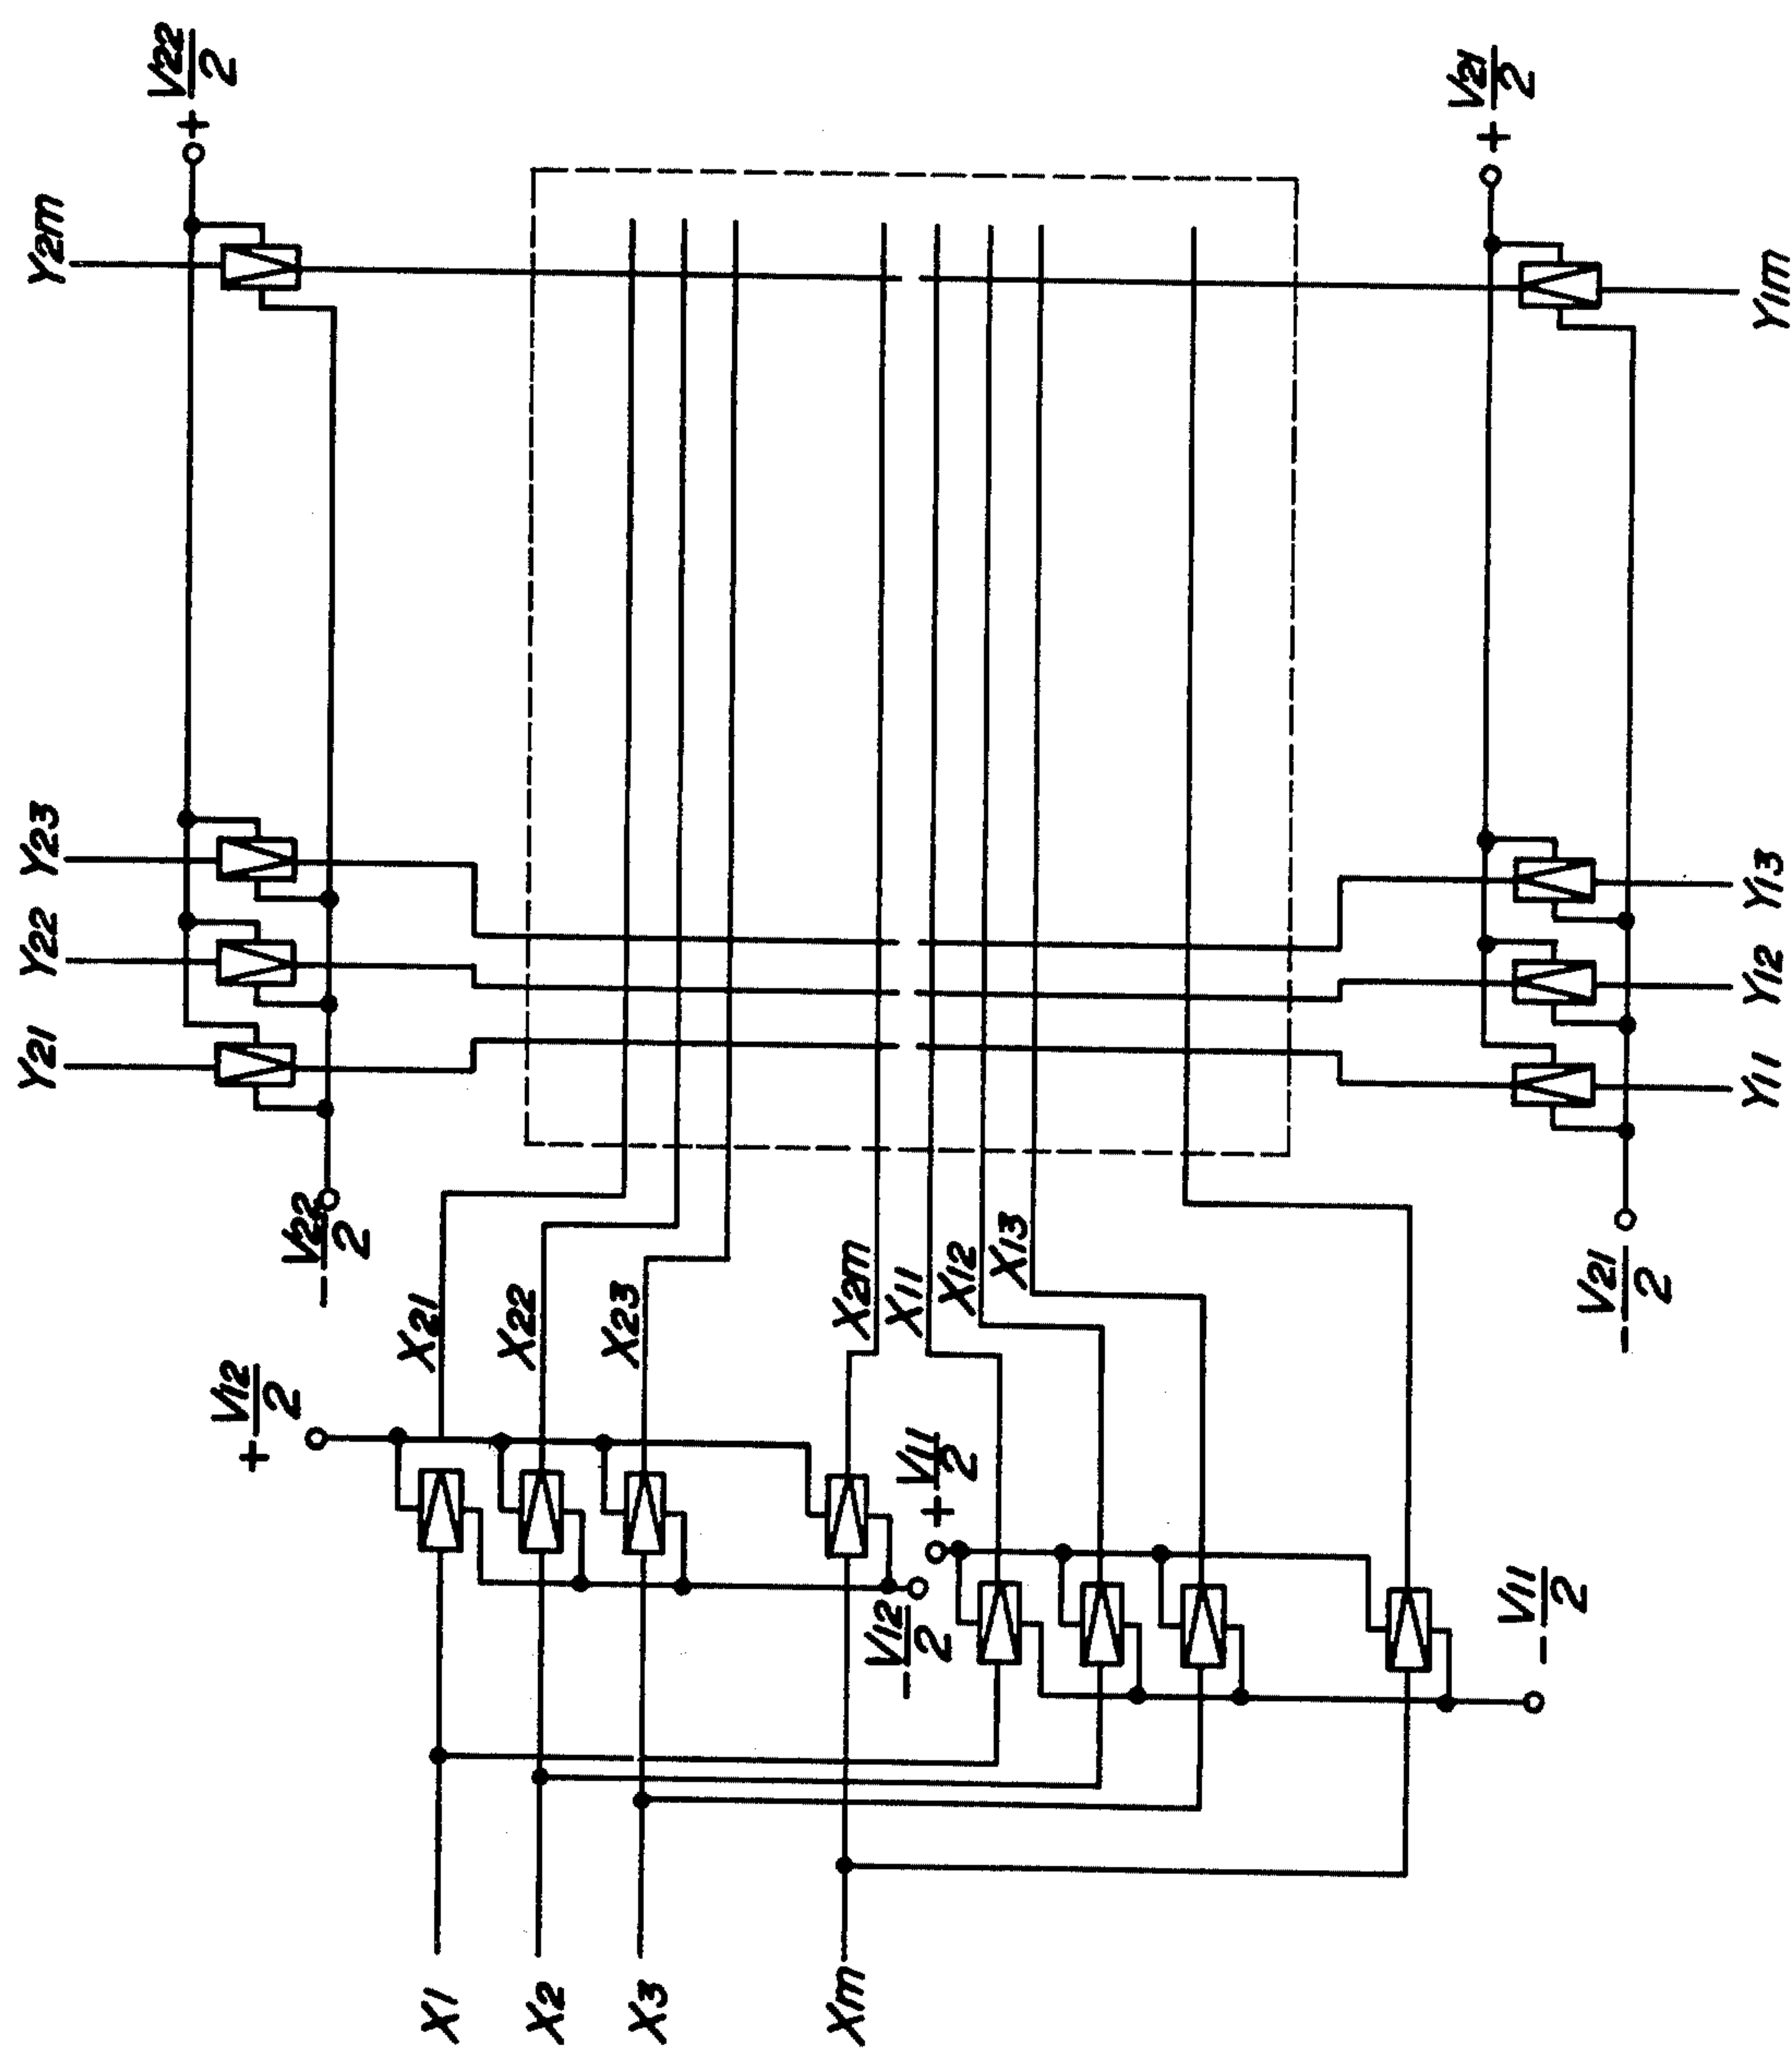 Y21
Y22
Y23
Y2m
+ V22/2
- V22/2
+ V12/2
X21
X22
X23
X2m
X11
X12
X13
+ V11/2
- V12/2
- V11/2
X1
X2
X3
Xm
+ V21/2
- V21/2
Y11
Y12
Y13
Y1m